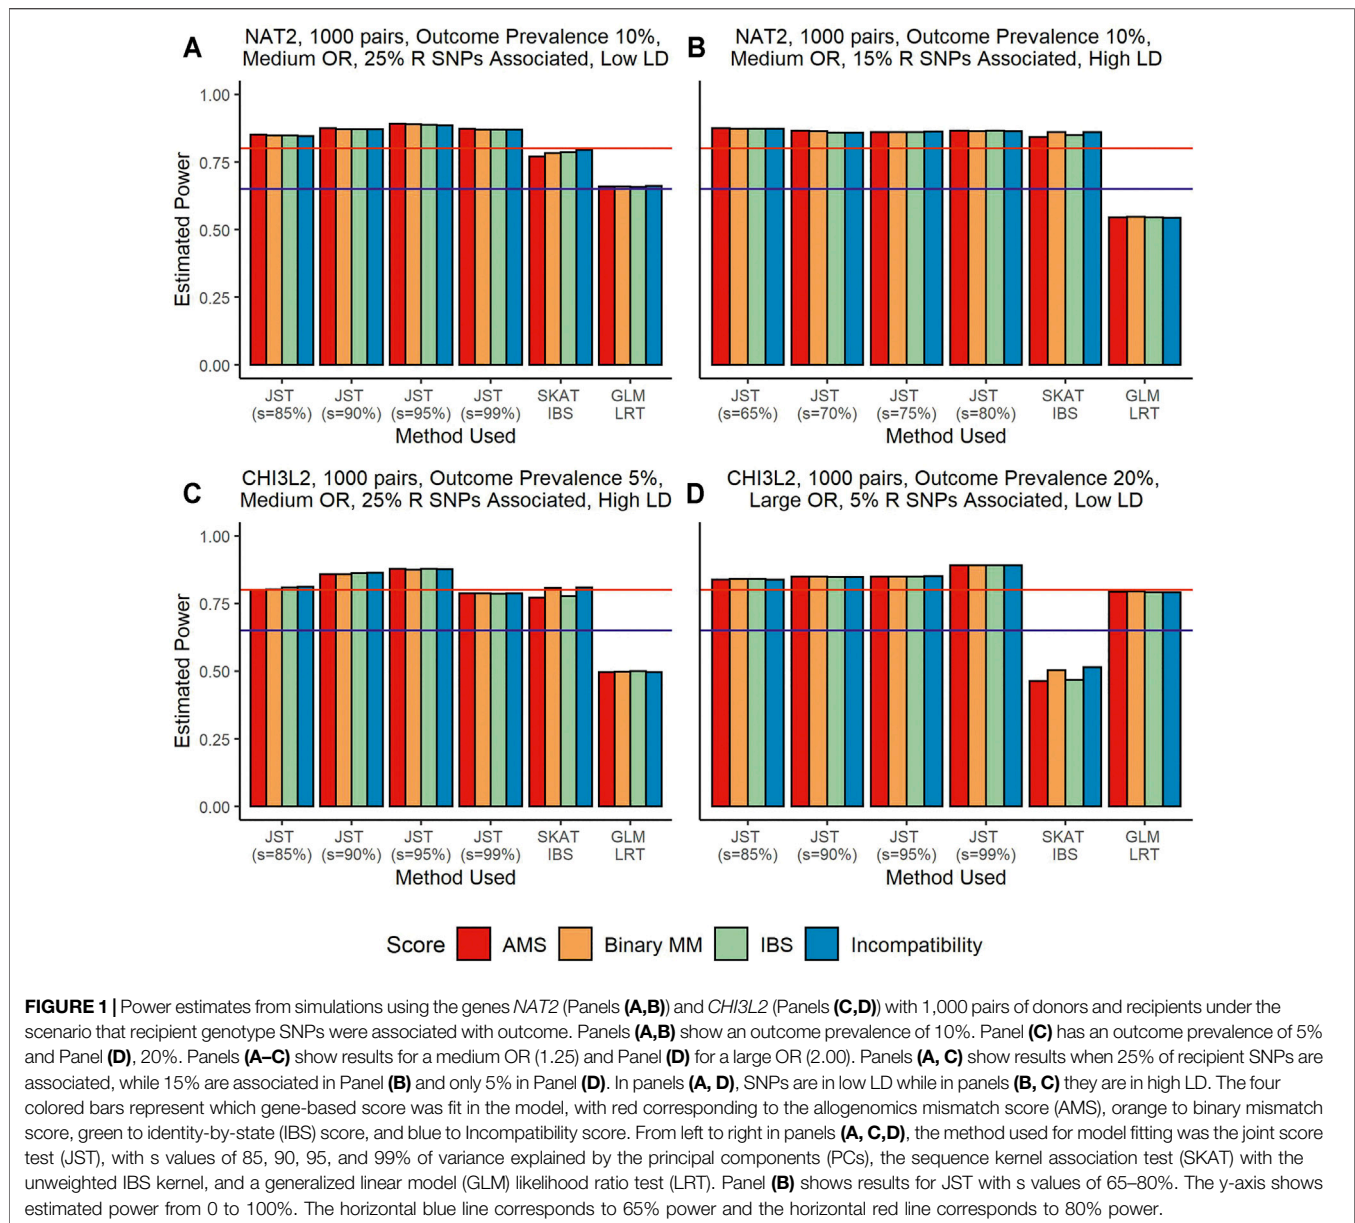 A
NAT2, 1000 pairs, Outcome Prevalence 10%,
Medium OR, 25% R SNPs Associated, Low LD
B
NAT2, 1000 pairs, Outcome Prevalence 10%,
Medium OR, 15% R SNPs Associated, High LD
Estimated Power
1.00
0.75
0.50
0.25
0.00
JST JST JST JST SKAT GLM
(s=85%) (s=90%) (s=95%) (s=99%) IBS LRT
Method Used
JST JST JST JST SKAT GLM
(s=65%) (s=70%) (s=75%) (s=80%) IBS LRT
Method Used
C
CHI3L2, 1000 pairs, Outcome Prevalence 5%,
Medium OR, 25% R SNPs Associated, High LD
D
CHI3L2, 1000 pairs, Outcome Prevalence 20%,
Large OR, 5% R SNPs Associated, Low LD
Estimated Power
1.00
0.75
0.50
0.25
0.00
JST JST JST JST SKAT GLM
(s=85%) (s=90%) (s=95%) (s=99%) IBS LRT
Method Used
JST JST JST JST SKAT GLM
(s=85%) (s=90%) (s=95%) (s=99%) IBS LRT
Method Used
Score AMS Binary MM IBS Incompatibility
FIGURE 1 | Power estimates from simulations using the genes NAT2 (Panels (A,B)) and CHI3L2 (Panels (C,D)) with 1,000 pairs of donors and recipients under the
scenario that recipient genotype SNPs were associated with outcome. Panels (A,B) show an outcome prevalence of 10%. Panel (C) has an outcome prevalence of 5%
and Panel (D), 20%. Panels (A–C) show results for a medium OR (1.25) and Panel (D) for a large OR (2.00). Panels (A, C) show results when 25% of recipient SNPs are
associated, while 15% are associated in Panel (B) and only 5% in Panel (D). In panels (A, D), SNPs are in low LD while in panels (B, C) they are in high LD. The four
colored bars represent which gene-based score was fit in the model, with red corresponding to the allogenomics mismatch score (AMS), orange to binary mismatch
score, green to identity-by-state (IBS) score, and blue to Incompatibility score. From left to right in panels (A, C,D), the method used for model fitting was the joint score
test (JST), with s values of 85, 90, 95, and 99% of variance explained by the principal components (PCs), the sequence kernel association test (SKAT) with the
unweighted IBS kernel, and a generalized linear model (GLM) likelihood ratio test (LRT). Panel (B) shows results for JST with s values of 65–80%. The y-axis shows
estimated power from 0 to 100%. The horizontal blue line corresponds to 65% power and the horizontal red line corresponds to 80% power.